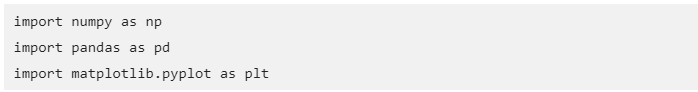 import numpy as np
import pandas as pd
import matplotlib.pyplot as plt